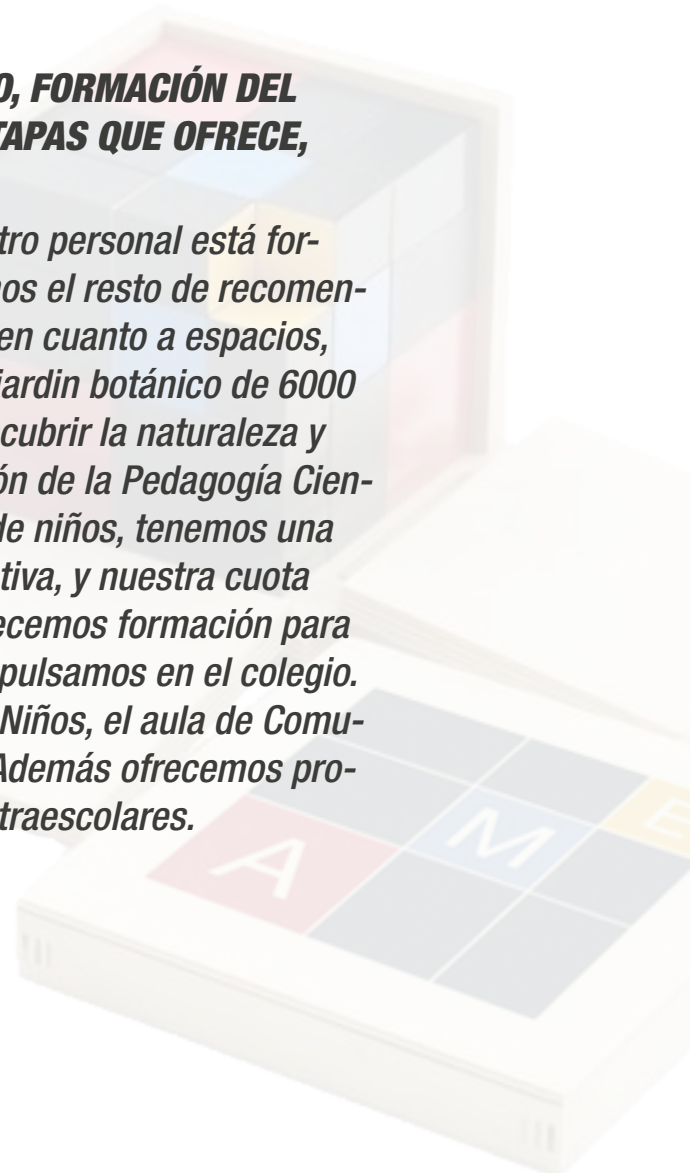 O, FORMACIÓN DEL
TAPAS QUE OFRECE,
tro personal está for-
nos el resto de recomen-
en cuanto a espacios,
jardin botánico de 6000
cubrir la naturaleza y
ón de la Pedagogía Cien-
de niños, tenemos una
tiva, y nuestra cuota
ecemos formación para
pulsamos en el colegio.
Niños, el aula de Comu-
Además ofrecemos pro-
traescolares.
A M E